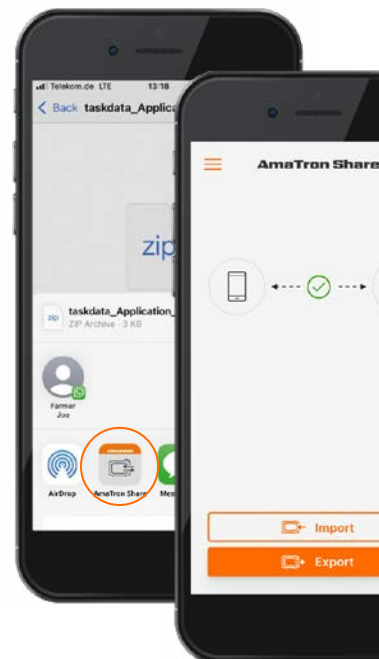 Telekom.de LTE 13:18
Back taskdata_Applica
zip
zip taskdata_Application_
ZIP Archive · 3 KB
Farmer
Joe
AirDrop AmaTron Share Mes
AmaTron Share
Import
Export